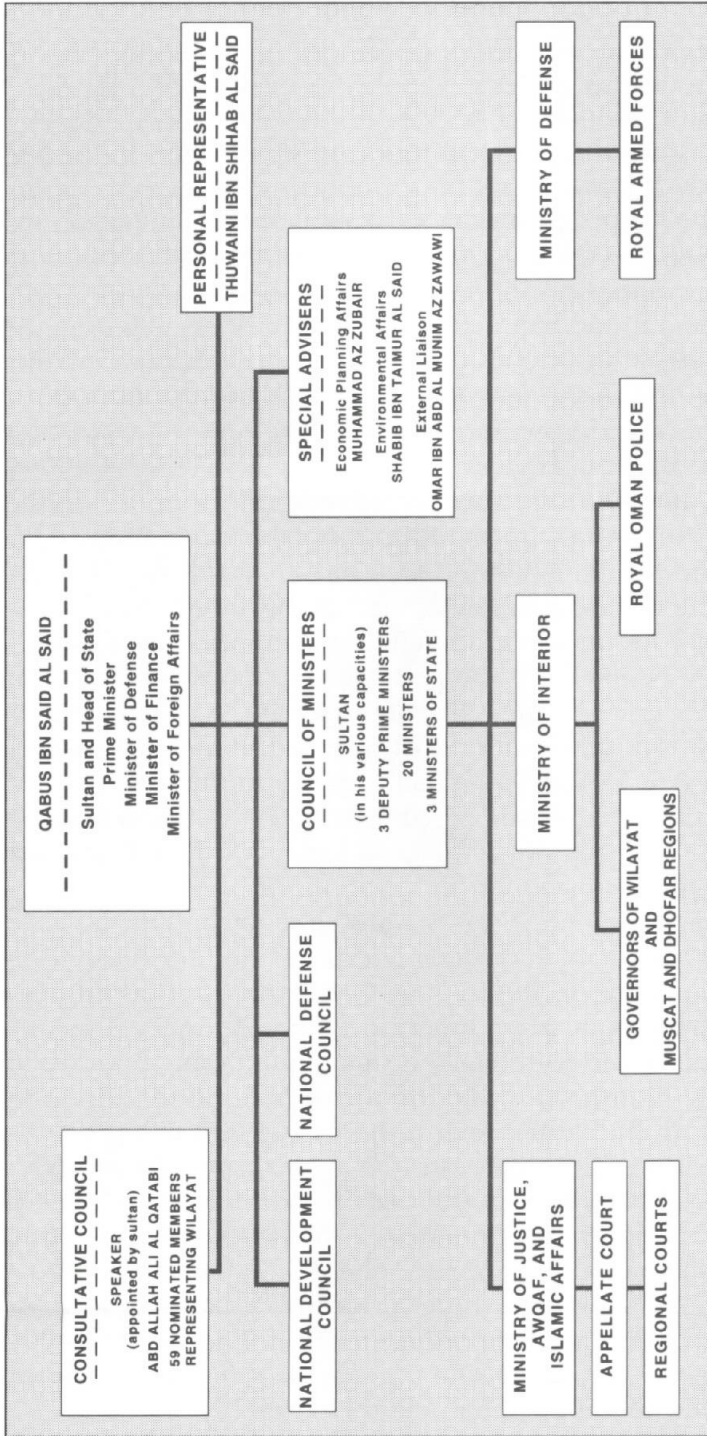 QABUS IBN SAID AL SAID
Sultan and Head of State
Prime Minister
Minister of Defense
Minister of Finance
Minister of Foreign Affairs
CONSULTATIVE COUNCIL
SPEAKER
(appointed by sultan)
ABD ALLAH ALI AL QATABI
59 NOMINATED MEMBERS
REPRESENTING WILAYAT
PERSONAL REPRESENTATIVE
THUWAINI IBN SHIHAB AL SAID
NATIONAL DEVELOPMENT
COUNCIL
NATIONAL DEFENSE
COUNCIL
COUNCIL OF MINISTERS
SULTAN
(in his various capacities)
3 DEPUTY PRIME MINISTERS
20 MINISTERS
3 MINISTERS OF STATE
SPECIAL ADVISERS
Economic Planning Affairs
MUHAMMAD AZ ZUBAIR
Environmental Affairs
SHABIB IBN TAIMUR AL SAID
External Liaison
OMAR IBN ABD AL MUNIM AZ ZAWAWI
MINISTRY OF JUSTICE,
AWQAF, AND
ISLAMIC AFFAIRS
APPELLATE COURT
REGIONAL COURTS
MINISTRY OF INTERIOR
GOVERNORS OF WILAYAT
AND
MUSCAT AND DHOFAR REGIONS
ROYAL OMAN POLICE
MINISTRY OF DEFENSE
ROYAL ARMED FORCES